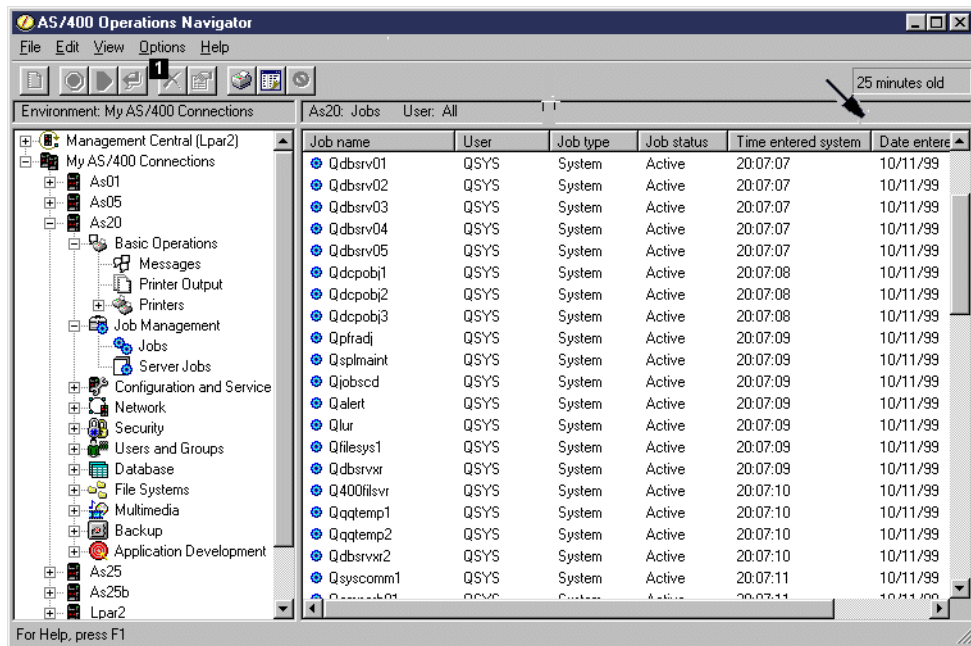 AS/400 Operations Navigator
File Edit View Options Help
1
25 minutes old
Environment: My AS/400 Connections
As20: Jobs User: All
Management Central (Lpar2)
My AS/400 Connections
As01
As05
As20
Basic Operations
Messages
Printer Output
Printers
Job Management
Jobs
Server Jobs
Configuration and Service
Network
Security
Users and Groups
Database
File Systems
Multimedia
Backup
Application Development
As25
As25b
Lpar2
Job name User Job type Job status Time entered system Date entere
Qdbsrv01 QSYS System Active 20:07:07 10/11/99
Qdbsrv02 QSYS System Active 20:07:07 10/11/99
Qdbsrv03 QSYS System Active 20:07:07 10/11/99
Qdbsrv04 QSYS System Active 20:07:07 10/11/99
Qdbsrv05 QSYS System Active 20:07:07 10/11/99
Qdcpobj1 QSYS System Active 20:07:08 10/11/99
Qdcpobj2 QSYS System Active 20:07:08 10/11/99
Qdcpobj3 QSYS System Active 20:07:08 10/11/99
Qpfradj QSYS System Active 20:07:09 10/11/99
Qsplmaint QSYS System Active 20:07:09 10/11/99
Qjobscd QSYS System Active 20:07:09 10/11/99
Qalert QSYS System Active 20:07:09 10/11/99
Qlur QSYS System Active 20:07:09 10/11/99
Qfilesys1 QSYS System Active 20:07:09 10/11/99
Qdbsrvxr QSYS System Active 20:07:09 10/11/99
Q400filsvr QSYS System Active 20:07:10 10/11/99
Qqqtemp1 QSYS System Active 20:07:10 10/11/99
Qqqtemp2 QSYS System Active 20:07:10 10/11/99
Qdbsrvxr2 QSYS System Active 20:07:10 10/11/99
Qsyscomm1 QSYS System Active 20:07:11 10/11/99
For Help, press F1